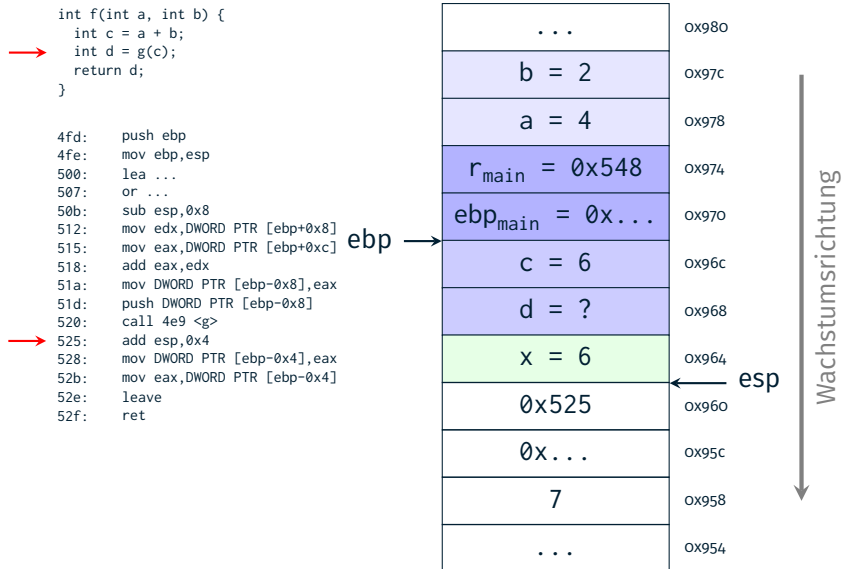 int f(int a, int b) {
int c = a + b;
int d = g(c);
return d;
}
4fd: push ebp
4fe: mov ebp,esp
500: lea ...
507: or ...
50b: sub esp,0x8
512: mov edx,DWORD PTR [ebp+0x8]
515: mov eax,DWORD PTR [ebp+0xc]
518: add eax,edx
51a: mov DWORD PTR [ebp-0x8],eax
51d: push DWORD PTR [ebp-0x8]
520: call 4e9 <g>
525: add esp,0x4
528: mov DWORD PTR [ebp-0x4],eax
52b: mov eax,DWORD PTR [ebp-0x4]
52e: leave
52f: ret
ebp
... 0x980
b = 2 0x97c
a = 4 0x978
r_main = 0x548 0x974
ebp_main = 0x... 0x970
c = 6 0x96c
d = ? 0x968
x = 6 0x964
esp
0x525 0x960
0x... 0x95c
7 0x958
... 0x954
Wachstumsrichtung